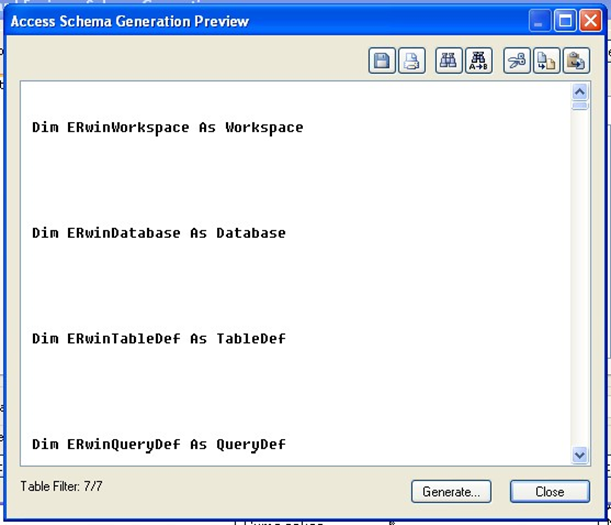 Access Schema Generation Preview
A→B
Dim ERwinWorkspace As Workspace
Dim ERwinDatabase As Database
Dim ERwinTableDef As TableDef
Dim ERwinQueryDef As QueryDef
Table Filter: 7/7
Generate...
Close